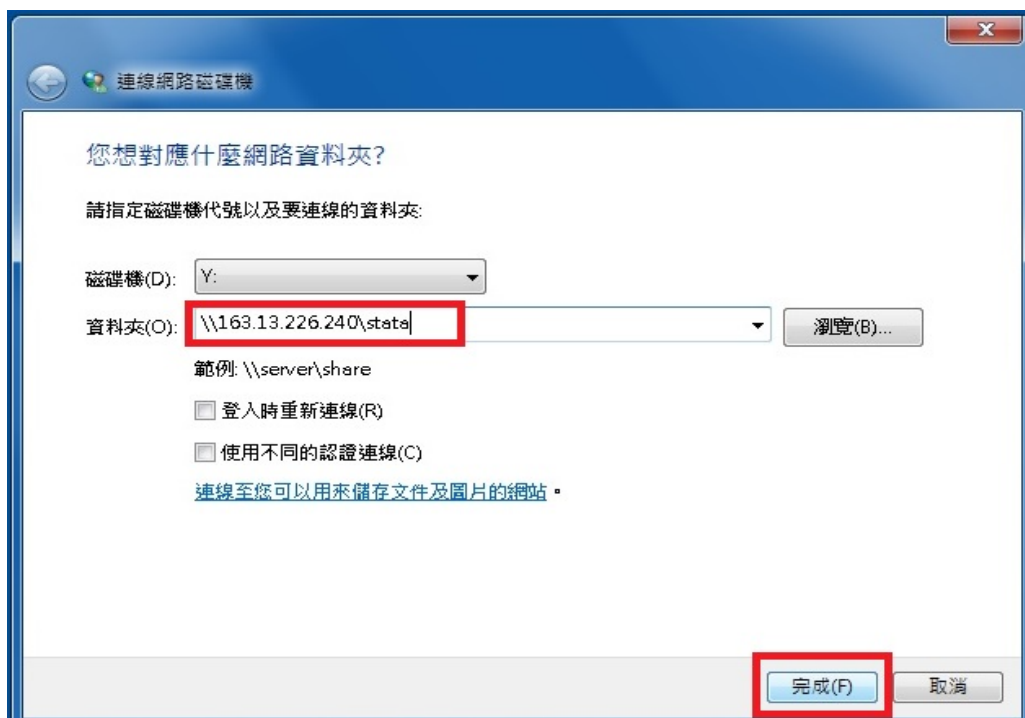 連線網路磁碟機
您想對應什麼網路資料夾?
請指定磁碟機代號以及要連線的資料夾:
磁碟機(D): Y:
資料夾(O): \\163.13.226.240\stata 瀏覽(B)...
範例: \\server\share
登入時重新連線(R)
使用不同的認證連線(C)
連線至您可以用來儲存文件及圖片的網站。
完成(F) 取消